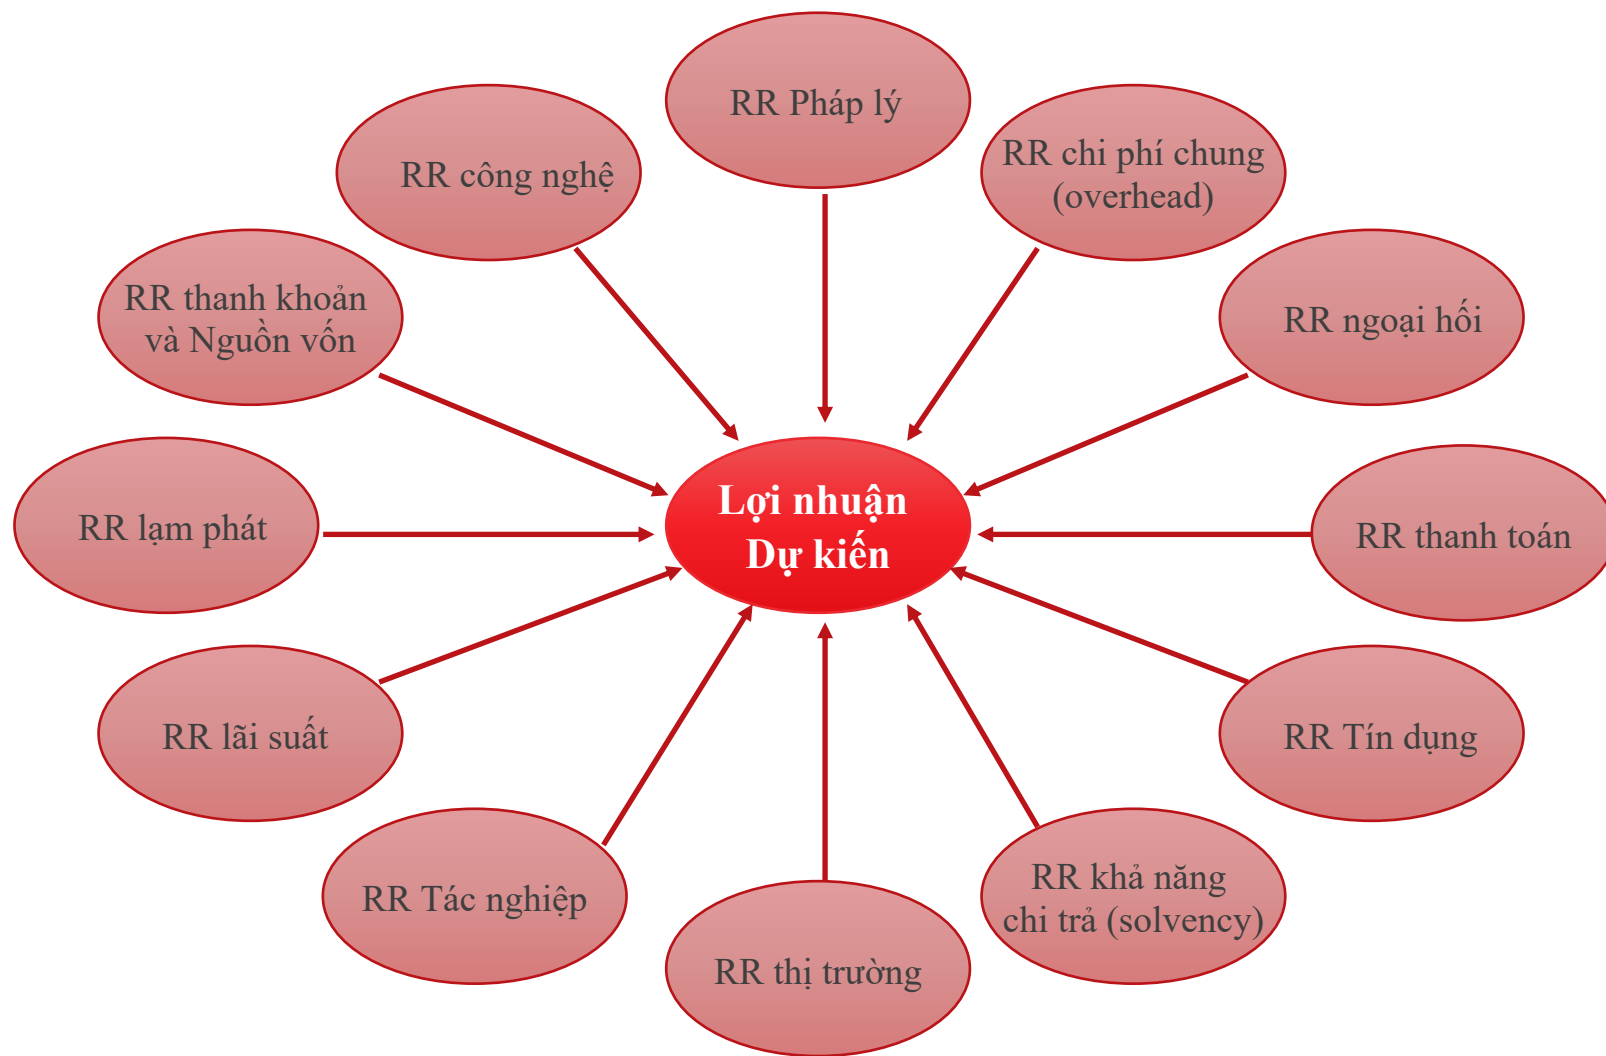 RR Pháp lý
RR chi phí chung
(overhead)
RR công nghệ
RR thanh khoản
và Nguồn vốn
RR ngoại hối
Lợi nhuận
Dự kiến
RR lạm phát
RR thanh toán
RR lãi suất
RR Tín dụng
RR Tác nghiệp
RR khả năng
chi trả (solvency)
RR thị trường